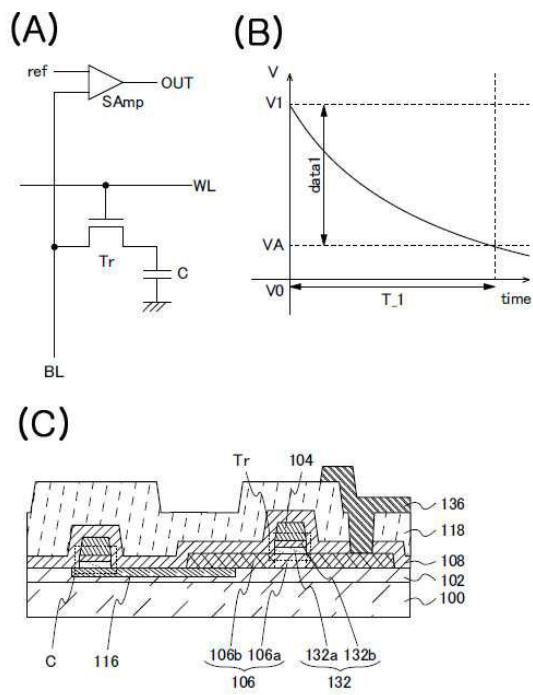 (A)
ref
OUT
SAmp
WL
Tr
C
BL
(B)
V
V1
data1
VA
V0
T_1
time
(C)
Tr 104
136
118
108
102
100
C 116 106b 106a 132a 132b
106 132